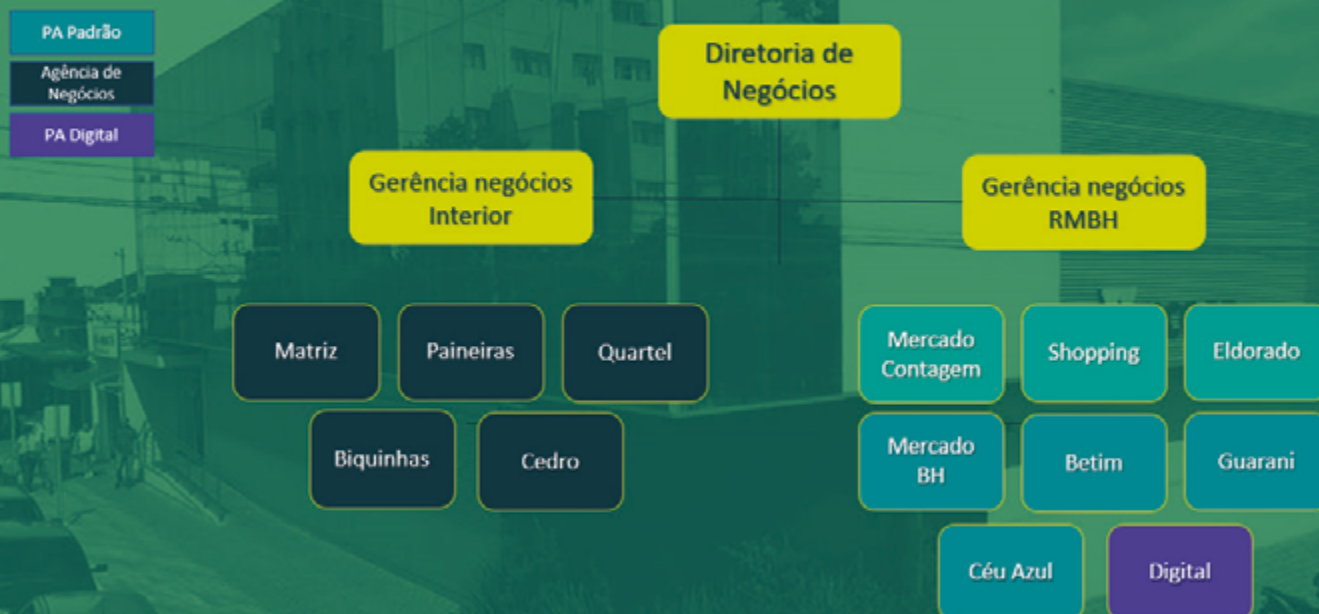 PA Padrão
Agência de
Negócios
PA Digital
Diretoria de
Negócios
Gerência negócios
Interior
Gerência negócios
RMBH
Matriz
Paineiras
Quartel
Biquinhas
Cedro
Mercado
Contagem
Shopping
Eldorado
Mercado
BH
Betim
Guarani
Céu Azul
Digital